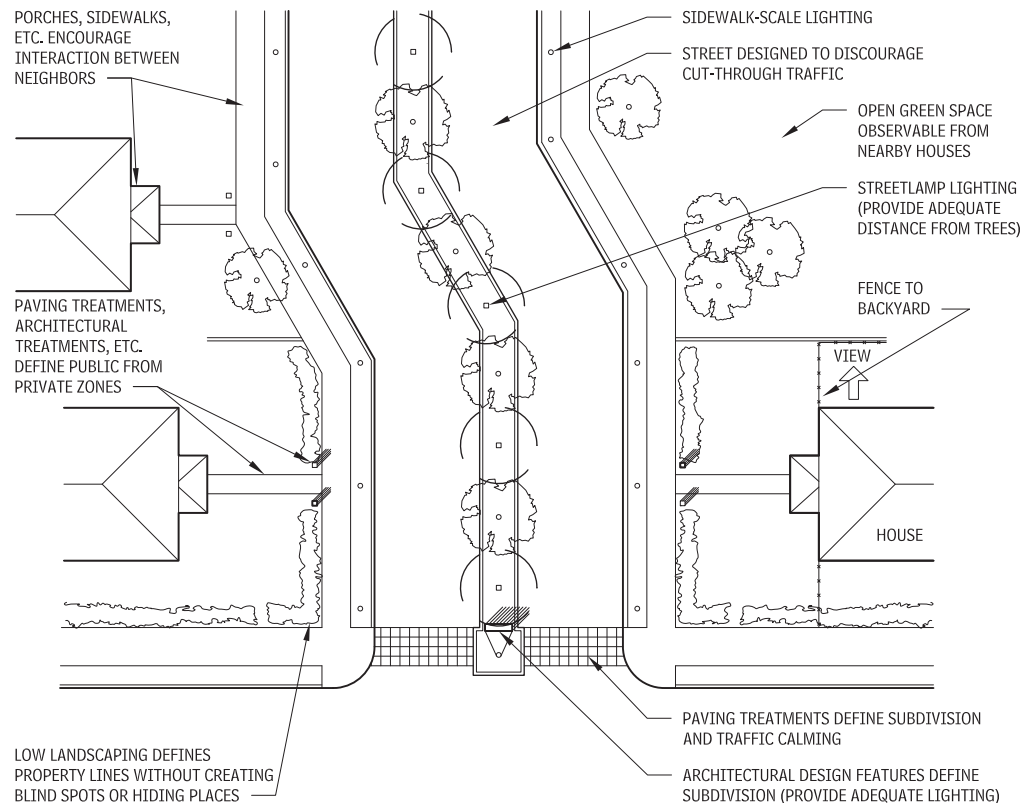 PORCHES, SIDEWALKS,
ETC. ENCOURAGE
INTERACTION BETWEEN
NEIGHBORS
SIDEWALK-SCALE LIGHTING
STREET DESIGNED TO DISCOURAGE
CUT-THROUGH TRAFFIC
OPEN GREEN SPACE
OBSERVABLE FROM
NEARBY HOUSES
STREETLAMP LIGHTING
(PROVIDE ADEQUATE
DISTANCE FROM TREES)
FENCE TO
BACKYARD
PAVING TREATMENTS,
ARCHITECTURAL
TREATMENTS, ETC.
DEFINE PUBLIC FROM
PRIVATE ZONES
VIEW
HOUSE
PAVING TREATMENTS DEFINE SUBDIVISION
AND TRAFFIC CALMING
LOW LANDSCAPING DEFINES
PROPERTY LINES WITHOUT CREATING
BLIND SPOTS OR HIDING PLACES
ARCHITECTURAL DESIGN FEATURES DEFINE
SUBDIVISION (PROVIDE ADEQUATE LIGHTING)